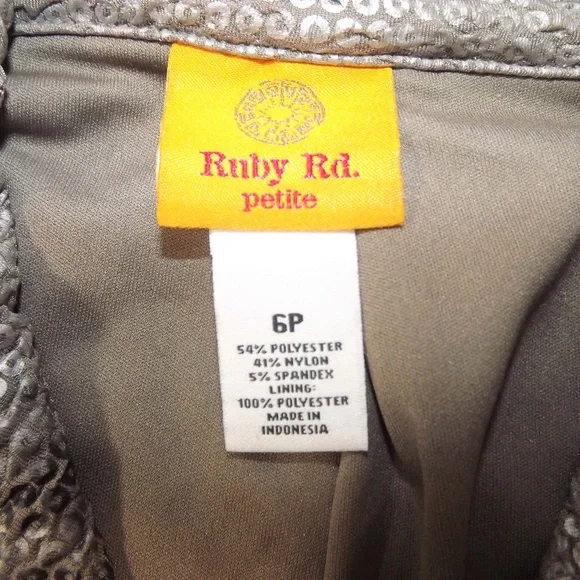 Ruby Rd.
petite
6P
54% POLYESTER
41% NYLON
5% SPANDEX
LINING:
100% POLYESTER
MADE IN
INDONESIA